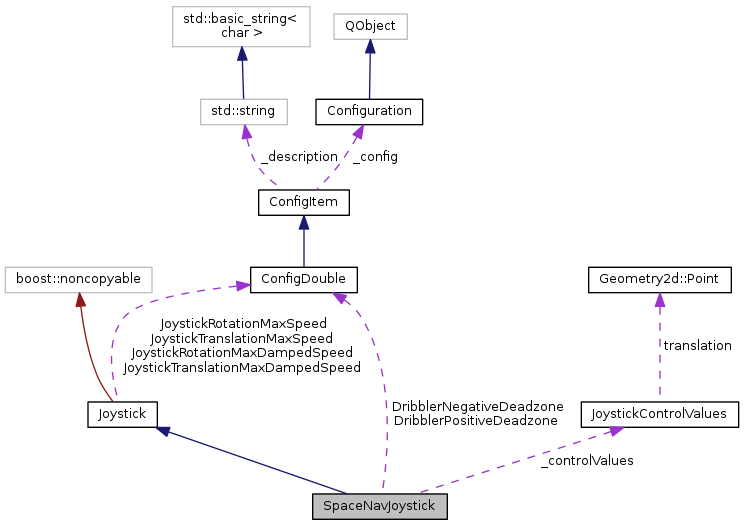 std::basic_string<
char >
QObject
std::string
Configuration
_description
_config
ConfigItem
boost::noncopyable
ConfigDouble
Geometry2d::Point
JoystickRotationMaxSpeed
JoystickTranslationMaxSpeed
JoystickRotationMaxDampedSpeed
JoystickTranslationMaxDampedSpeed
translation
Joystick
DribblerNegativeDeadzone
DribblerPositiveDeadzone
JoystickControlValues
_controlValues
SpaceNavJoystick